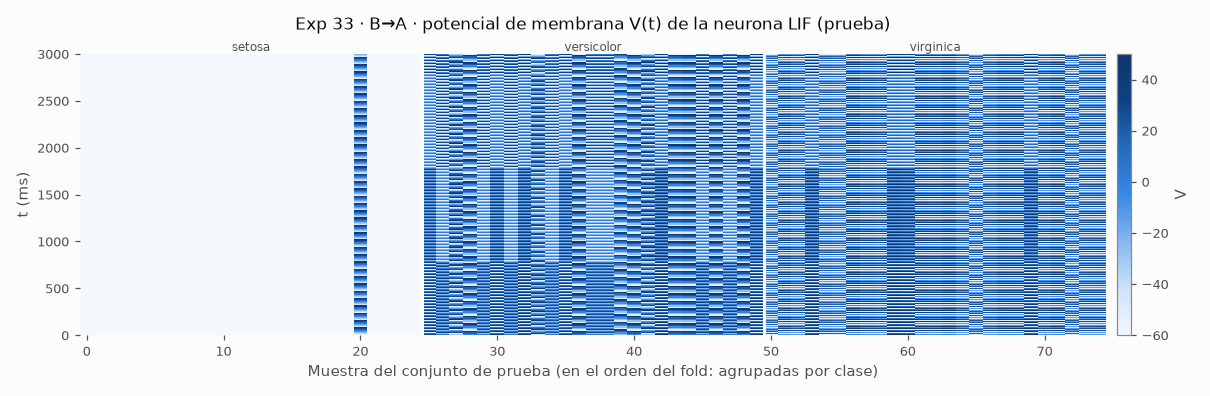 Exp 33 · B→A · potencial de membrana V(t) de la neurona LIF (prueba)
setosa versicolor virginica
3000
2500
2000
1500
1000
500
0
t (ms)
0 10 20 30 40 50 60 70
Muestra del conjunto de prueba (en el orden del fold: agrupadas por clase)
40
20
0
−20
−40
−60
V